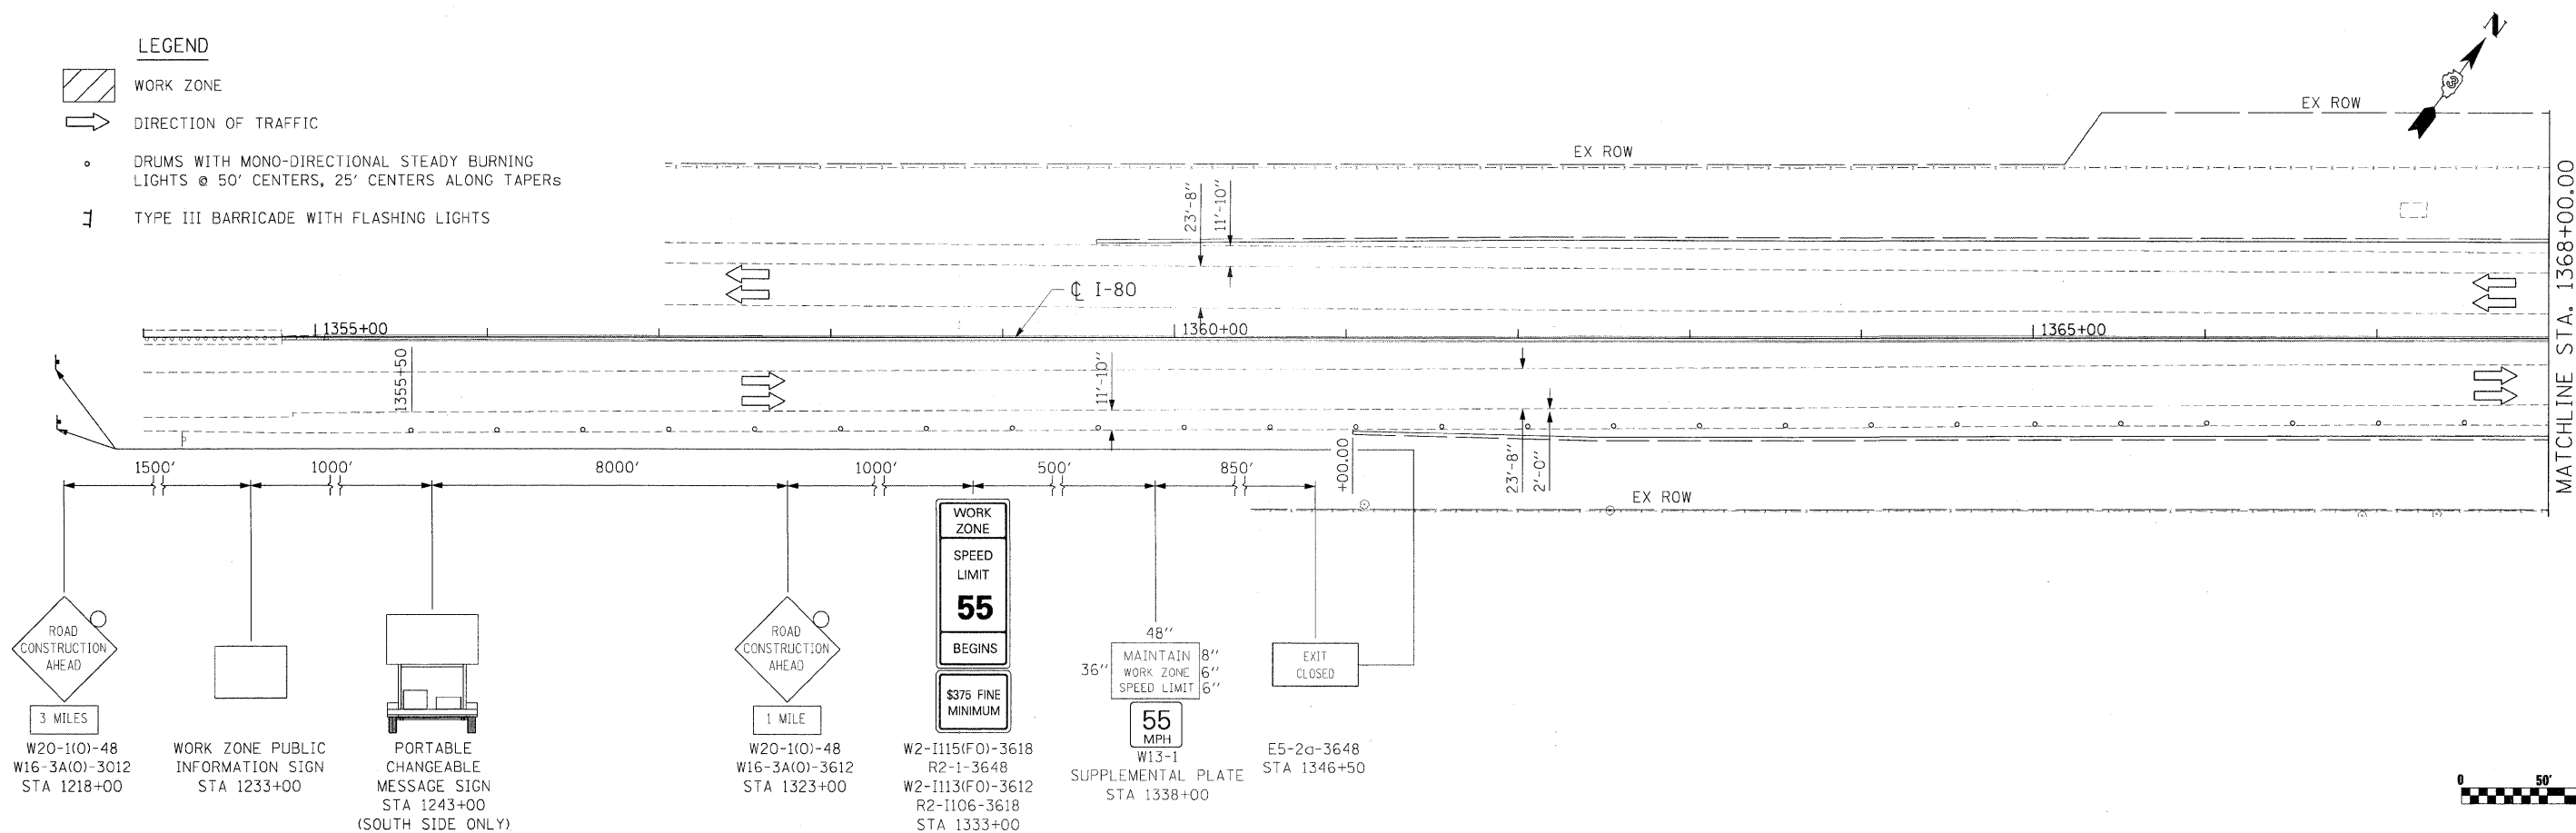 LEGEND
WORK ZONE
DIRECTION OF TRAFFIC
DRUMS WITH MONO-DIRECTIONAL STEADY BURNING
LIGHTS @ 50' CENTERS, 25' CENTERS ALONG TAPERs
TYPE III BARRICADE WITH FLASHING LIGHTS
N
3
EX ROW
EX ROW
23'-8"
11'-10"
℄ I-80
1355+00
1360+00
1365+00
MATCHLINE STA. 1368+00.00
1355+50
11'-10"
+00.00
23'-8"
2'-0"
EX ROW
1500'
1000'
8000'
1000'
500'
850'
ROAD
CONSTRUCTION
AHEAD
3 MILES
W20-1(O)-48
W16-3A(O)-3012
STA 1218+00
WORK ZONE PUBLIC
INFORMATION SIGN
STA 1233+00
PORTABLE
CHANGEABLE
MESSAGE SIGN
STA 1243+00
(SOUTH SIDE ONLY)
ROAD
CONSTRUCTION
AHEAD
1 MILE
W20-1(O)-48
W16-3A(O)-3612
STA 1323+00
WORK
ZONE
SPEED
LIMIT
55
BEGINS
$375 FINE
MINIMUM
W2-I115(FO)-3618
R2-1-3648
W2-I113(FO)-3612
R2-I106-3618
STA 1333+00
48"
36"
MAINTAIN 8"
WORK ZONE 6"
SPEED LIMIT 6"
55
MPH
W13-1
SUPPLEMENTAL PLATE
STA 1338+00
EXIT
CLOSED
E5-2a-3648
STA 1346+50
0 50'